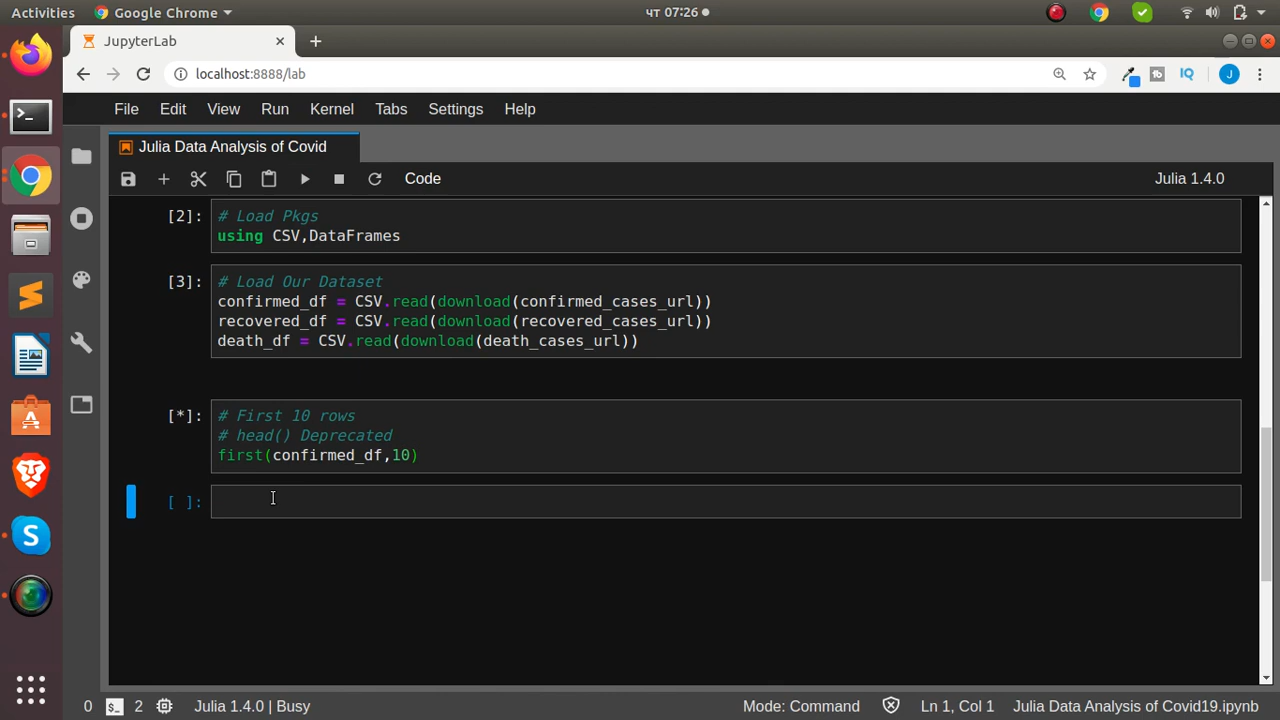 Activities Google Chrome чт 07:26
JupyterLab
localhost:8888/lab
IQ J
File Edit View Run Kernel Tabs Settings Help
Julia Data Analysis of Covid
Code Julia 1.4.0
[2]: # Load Pkgs
using CSV,DataFrames
[3]: # Load Our Dataset
confirmed_df = CSV.read(download(confirmed_cases_url))
recovered_df = CSV.read(download(recovered_cases_url))
death_df = CSV.read(download(death_cases_url))
[*]: # First 10 rows
# head() Deprecated
first(confirmed_df,10)
[ ]:
0 2 Julia 1.4.0 | Busy Mode: Command Ln 1, Col 1 Julia Data Analysis of Covid19.ipynb